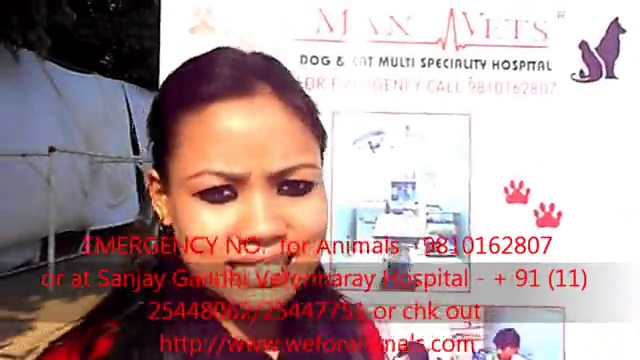 MAX VETS
DOG & CAT MULTI SPECIALITY HOSPITAL
FOR EMERGENCY CALL 9810162807
EMERGENCY NO. for Animals - 9810162807
or at Sanjay Gandhi Veterinaray Hospital - + 91 (11)
25448062/25447751 or chk out
http://www.weforanimals.com